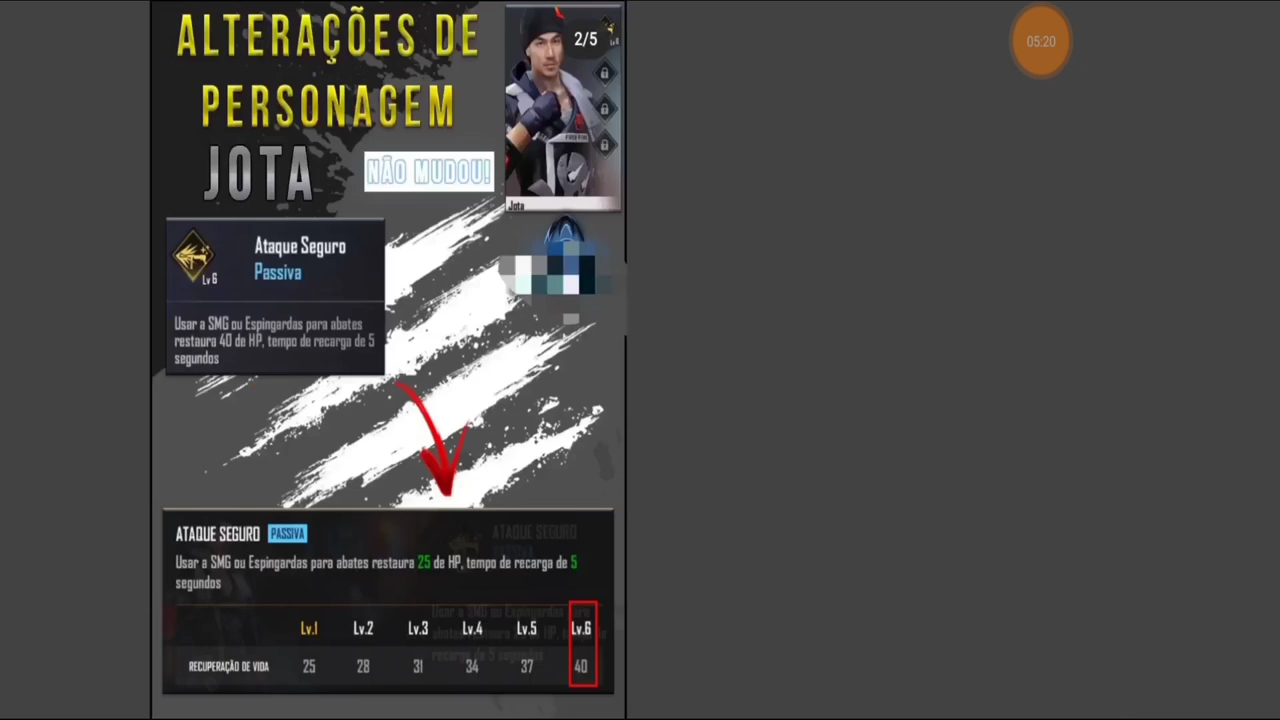 ALTERAÇÕES DE
PERSONAGEM
JOTA
NÃO MUDOU!
2/5
Jota
05:20
Ataque Seguro
Passiva
Lv 6
Usar a SMG ou Espingardas para abates
restaura 40 de HP, tempo de recarga de 5
segundos
ATAQUE SEGURO PASSIVA
Usar a SMG ou Espingardas para abates restaura 25 de HP, tempo de recarga de 5
segundos
Lv.1 Lv.2 Lv.3 Lv.4 Lv.5 Lv.6
RECUPERAÇÃO DE VIDA 25 28 31 34 37 40